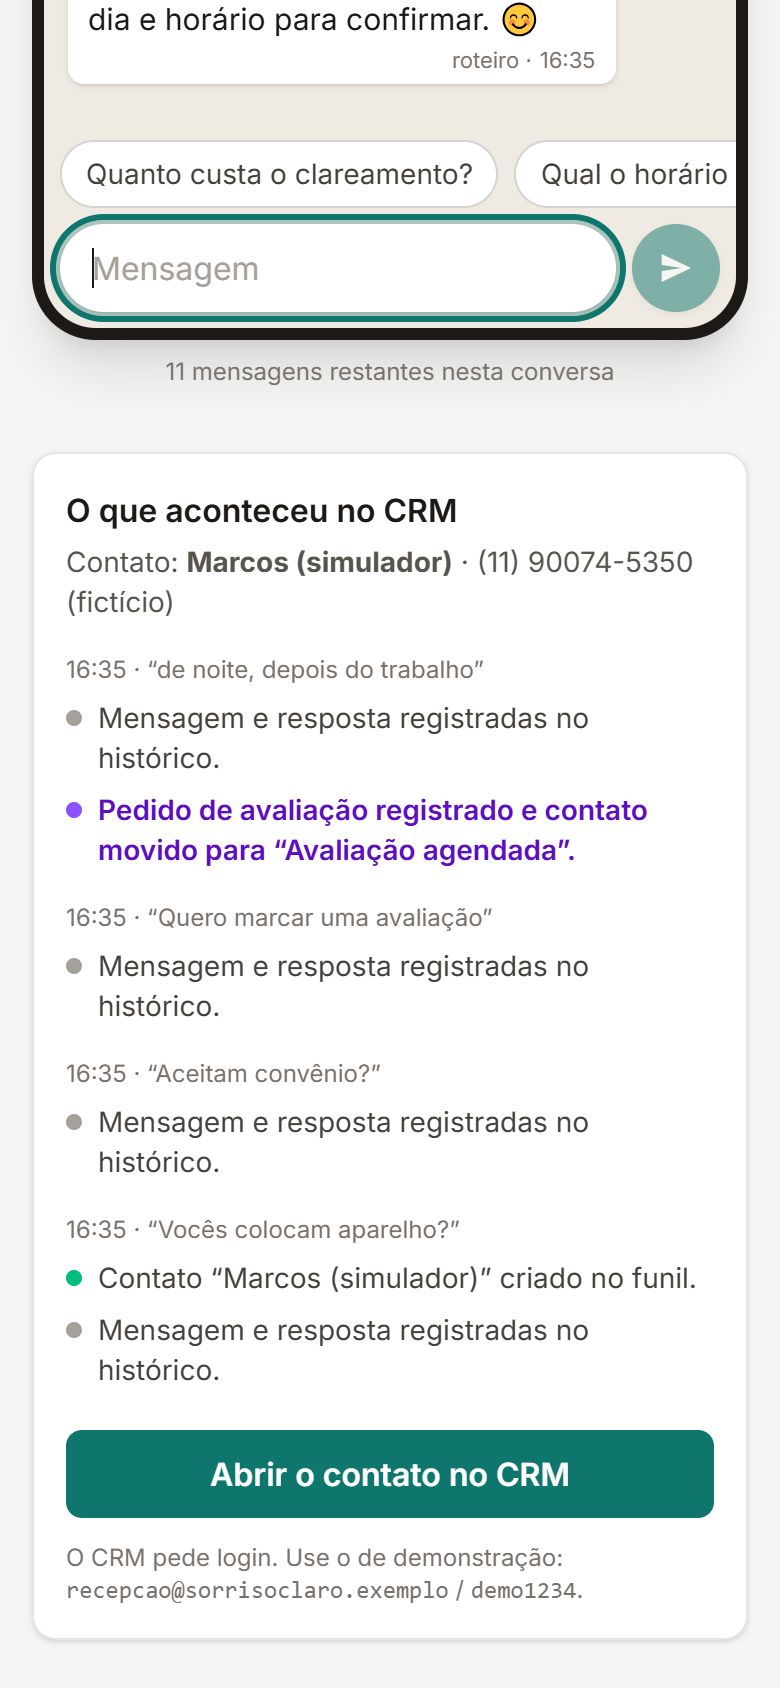 dia e horário para confirmar. 😊
roteiro · 16:35
Quanto custa o clareamento?
Qual o horário
Mensagem
11 mensagens restantes nesta conversa
O que aconteceu no CRM
Contato: Marcos (simulador) · (11) 90074-5350
(fictício)
16:35 · “de noite, depois do trabalho”
Mensagem e resposta registradas no
histórico.
Pedido de avaliação registrado e contato
movido para “Avaliação agendada”.
16:35 · “Quero marcar uma avaliação”
Mensagem e resposta registradas no
histórico.
16:35 · “Aceitam convênio?”
Mensagem e resposta registradas no
histórico.
16:35 · “Vocês colocam aparelho?”
Contato “Marcos (simulador)” criado no funil.
Mensagem e resposta registradas no
histórico.
Abrir o contato no CRM
O CRM pede login. Use o de demonstração:
recepcao@sorrisoclaro.exemplo / demo1234.